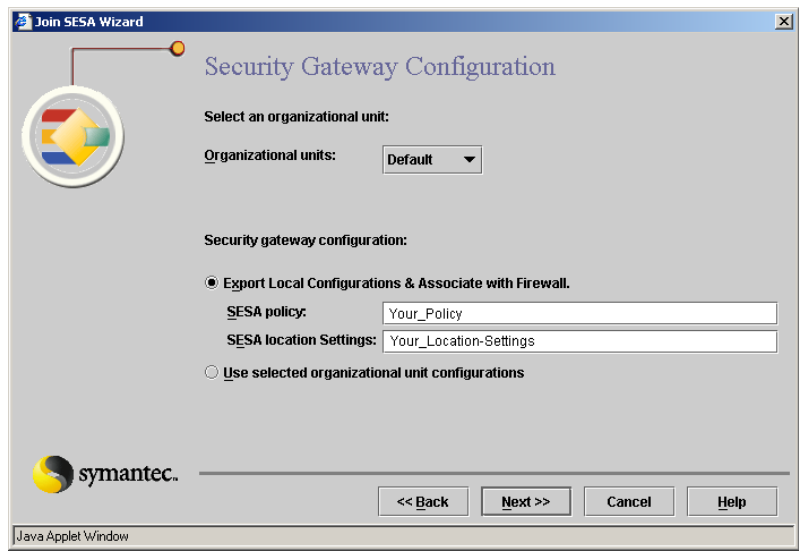 Join SESA Wizard
Security Gateway Configuration
Select an organizational unit:
Organizational units: Default
Security gateway configuration:
Export Local Configurations & Associate with Firewall.
SESA policy: Your_Policy
SESA location Settings: Your_Location-Settings
Use selected organizational unit configurations
symantec.
<< Back Next >> Cancel Help
Java Applet Window